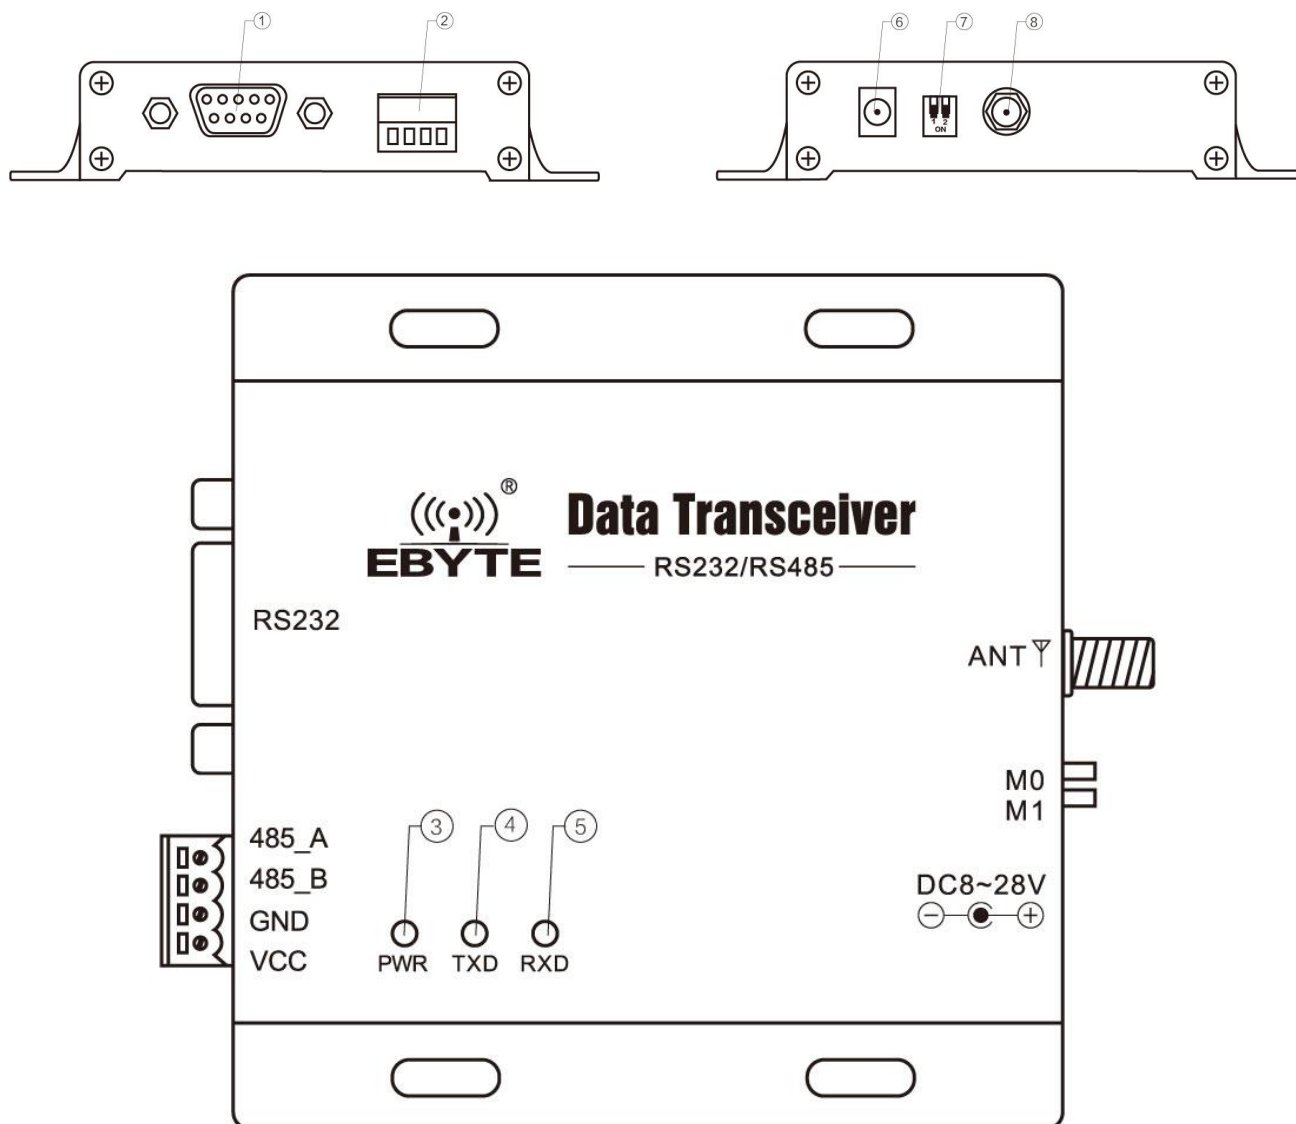 ① ②
⑥ ⑦ ⑧
1 2
ON
®
EBYTE
Data Transceiver
RS232/RS485
RS232
ANT
M0
M1
485_A
485_B
GND
VCC
③ ④ ⑤
PWR TXD RXD
DC8~28V
− +